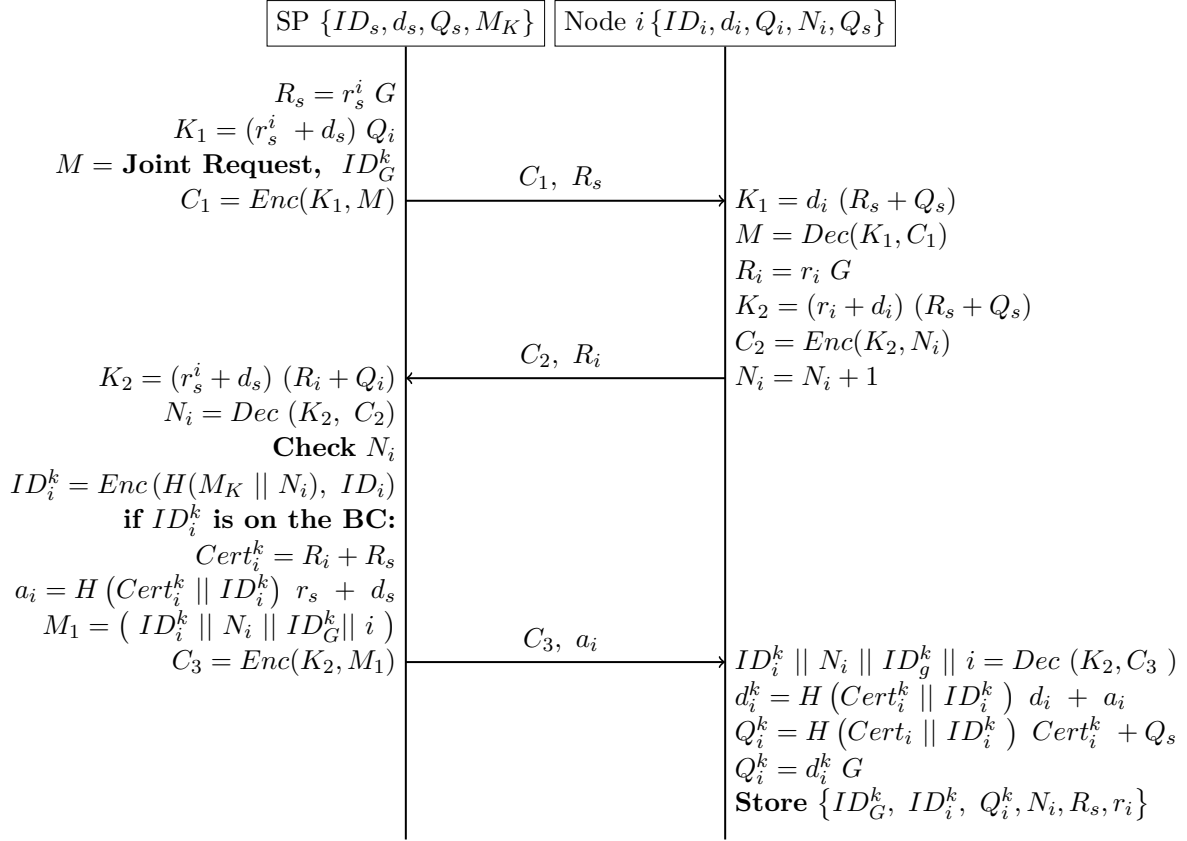 SP {ID_s, d_s, Q_s, M_K}
Node i {ID_i, d_i, Q_i, N_i, Q_s}
R_s = r_s^i G
K_1 = (r_s^i + d_s) Q_i
M = Joint Request, ID_G^k
C_1 = Enc(K_1, M)
C_1, R_s
K_1 = d_i (R_s + Q_s)
M = Dec(K_1, C_1)
R_i = r_i G
K_2 = (r_i + d_i) (R_s + Q_s)
C_2 = Enc(K_2, N_i)
N_i = N_i + 1
C_2, R_i
K_2 = (r_s^i + d_s) (R_i + Q_i)
N_i = Dec (K_2, C_2)
Check N_i
ID_i^k = Enc (H(M_K || N_i), ID_i)
if ID_i^k is on the BC:
Cert_i^k = R_i + R_s
a_i = H (Cert_i^k || ID_i^k) r_s + d_s
M_1 = ( ID_i^k || N_i || ID_G^k || i )
C_3 = Enc(K_2, M_1)
C_3, a_i
ID_i^k || N_i || ID_g^k || i = Dec (K_2, C_3 )
d_i^k = H (Cert_i^k || ID_i^k ) d_i + a_i
Q_i^k = H (Cert_i || ID_i^k ) Cert_i^k + Q_s
Q_i^k = d_i^k G
Store {ID_G^k, ID_i^k, Q_i^k, N_i, R_s, r_i}